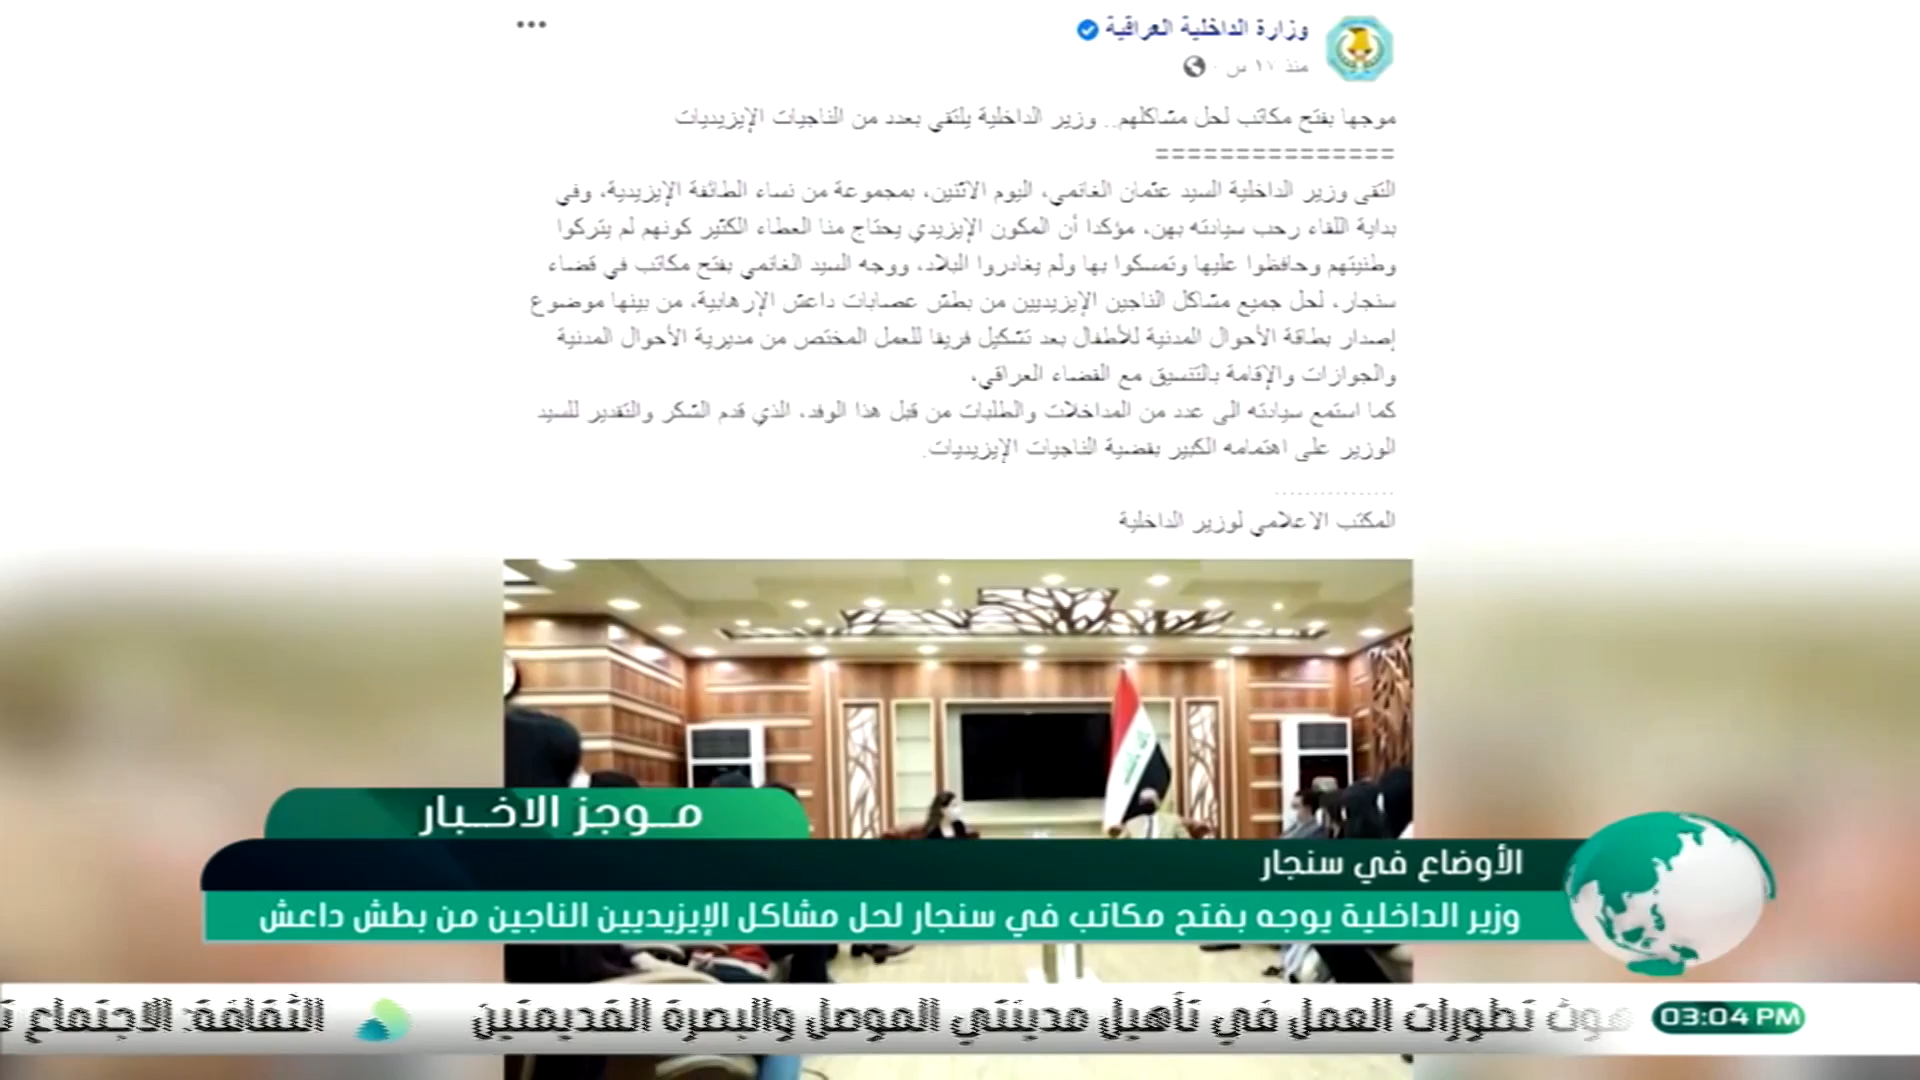 وزارة الداخلية العراقية
منذ ١٧ س ·
موجها بفتح مكاتب لحل مشاكلهم.. وزير الداخلية يلتقي بعدد من الناجيات الإيزيديات
===============
التقى وزير الداخلية السيد عثمان الغانمي، اليوم الاثنين، بمجموعة من نساء الطائفة الإيزيدية، وفي
بداية اللقاء رحب سيادته بهن، مؤكدا أن المكون الإيزيدي يحتاج منا العطاء الكثير كونهم لم يتركوا
وطنيتهم وحافظوا عليها وتمسكوا بها ولم يغادروا البلاد، ووجه السيد الغانمي بفتح مكاتب في قضاء
سنجار، لحل جميع مشاكل الناجين الإيزيديين من بطش عصابات داعش الإرهابية، من بينها موضوع
إصدار بطاقة الأحوال المدنية للأطفال بعد تشكيل فريقا للعمل المختص من مديرية الأحوال المدنية
والجوازات والإقامة بالتنسيق مع القضاء العراقي،
كما استمع سيادته الى عدد من المداخلات والطلبات من قبل هذا الوفد، الذي قدم الشكر والتقدير للسيد
الوزير على اهتمامه الكبير بقضية الناجيات الإيزيديات.
................
المكتب الاعلامي لوزير الداخلية
موجز الاخبار
الأوضاع في سنجار
وزير الداخلية يوجه بفتح مكاتب في سنجار لحل مشاكل الإيزيديين الناجين من بطش داعش
03:04 PM
تطورات العمل في تأهيل مدينتي الموصل والبصرة القديمتين
الثقافة: الاجتماع